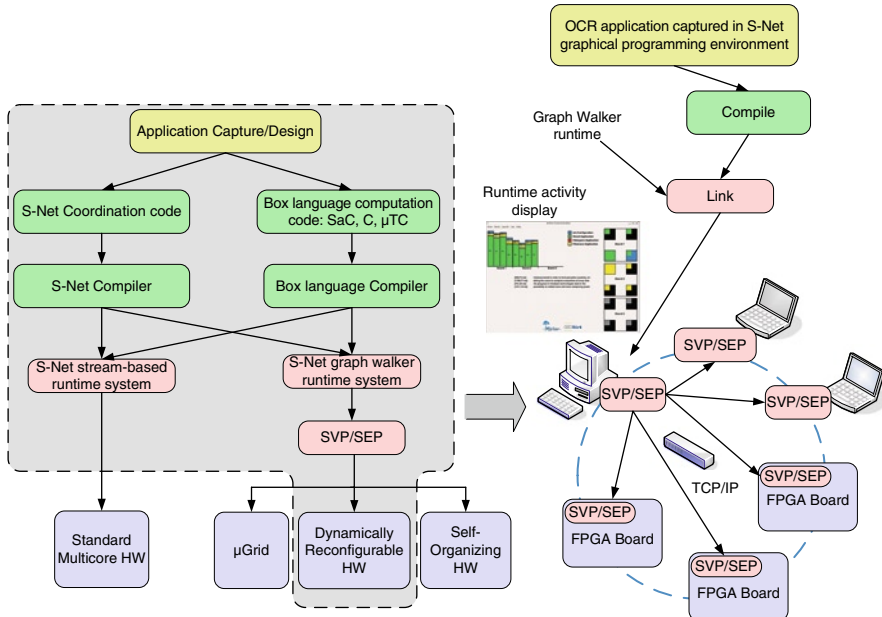 OCR application captured in S-Net
graphical programming environment
Compile
Graph Walker
runtime
Link
Runtime activity
display
Application Capture/Design
S-Net Coordination code
Box language computation
code: SaC, C, µTC
S-Net Compiler
Box language Compiler
S-Net stream-based
runtime system
S-Net graph walker
runtime system
SVP/SEP
Standard
Multicore HW
µGrid
Dynamically
Reconfigurable
HW
Self-
Organizing
HW
SVP/SEP
SVP/SEP
SVP/SEP
TCP/IP
SVP/SEP
FPGA Board
SVP/SEP
FPGA Board
SVP/SEP
FPGA Board